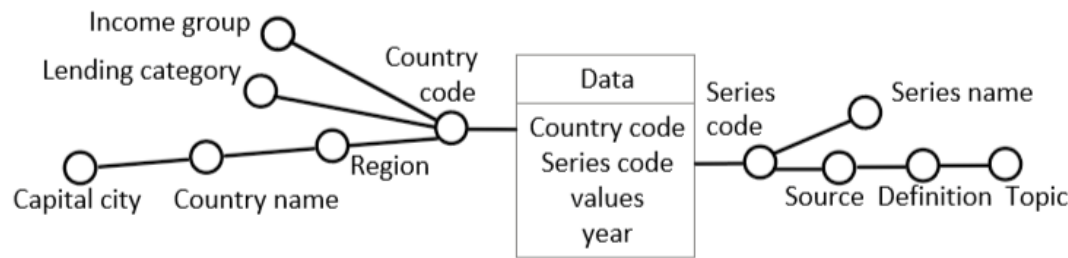 Income group
Lending category
Country
code
Region
Capital city
Country name
Data
Country code
Series code
values
year
Series
code
Series name
Source
Definition
Topic